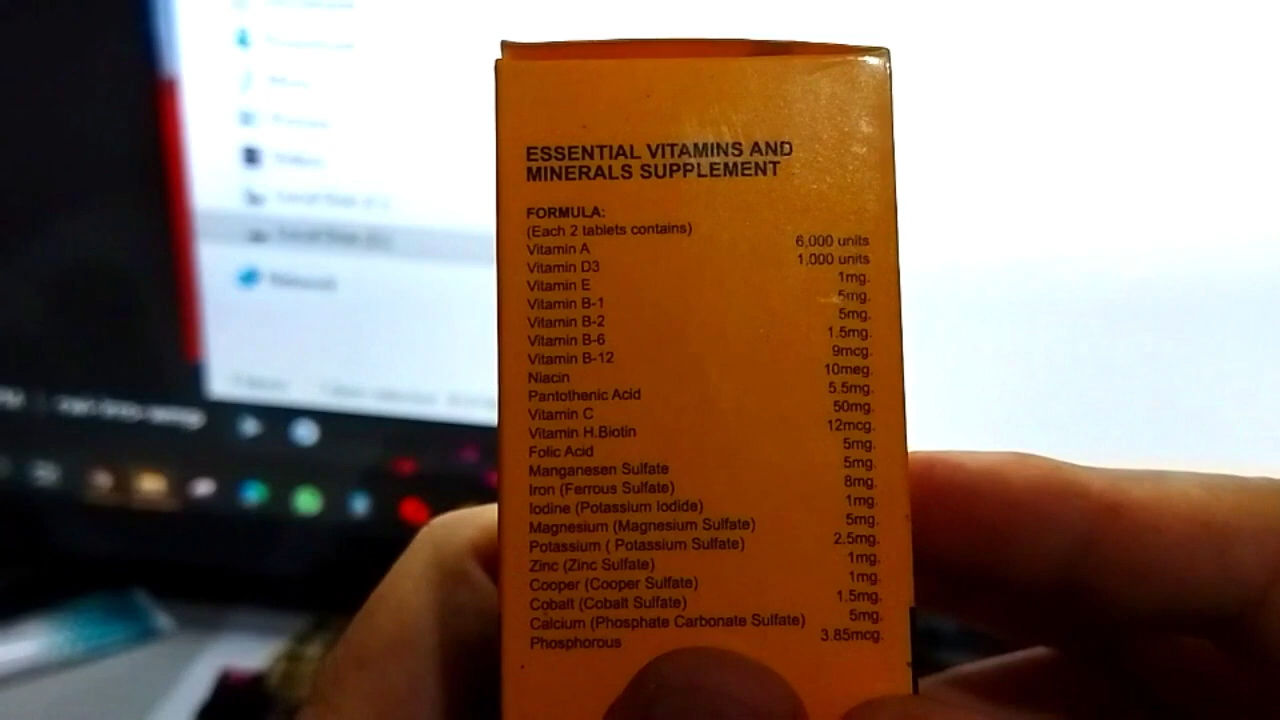 ESSENTIAL VITAMINS AND
MINERALS SUPPLEMENT
FORMULA:
(Each 2 tablets contains)
Vitamin A 6,000 units
Vitamin D3 1,000 units
Vitamin E 1mg.
Vitamin B-1 5mg.
Vitamin B-2 5mg.
Vitamin B-6 1.5mg.
Vitamin B-12 9mcg.
Niacin 10meg.
Pantothenic Acid 5.5mg.
Vitamin C 50mg.
Vitamin H.Biotin 12mcg.
Folic Acid 5mg.
Manganesen Sulfate 5mg.
Iron (Ferrous Sulfate) 8mg.
Iodine (Potassium Iodide) 1mg.
Magnesium (Magnesium Sulfate) 5mg.
Potassium ( Potassium Sulfate) 2.5mg.
Zinc (Zinc Sulfate) 1mg.
Cooper (Cooper Sulfate) 1mg.
Cobalt (Cobalt Sulfate) 1.5mg.
Calcium (Phosphate Carbonate Sulfate) 5mg.
Phosphorous 3.85mcg.